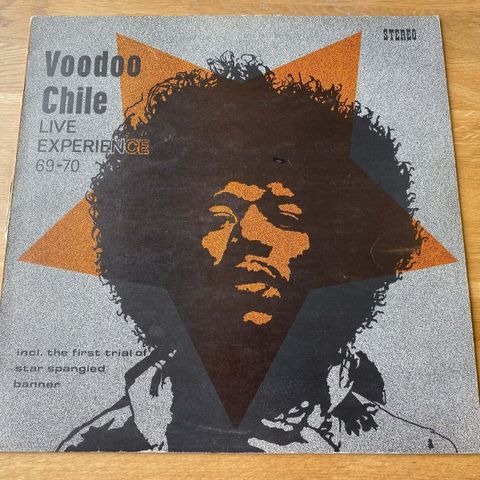 STEREO
Voodoo
Chile
LIVE
EXPERIENCE
69-70
incl. the first trial of
star spangled
banner